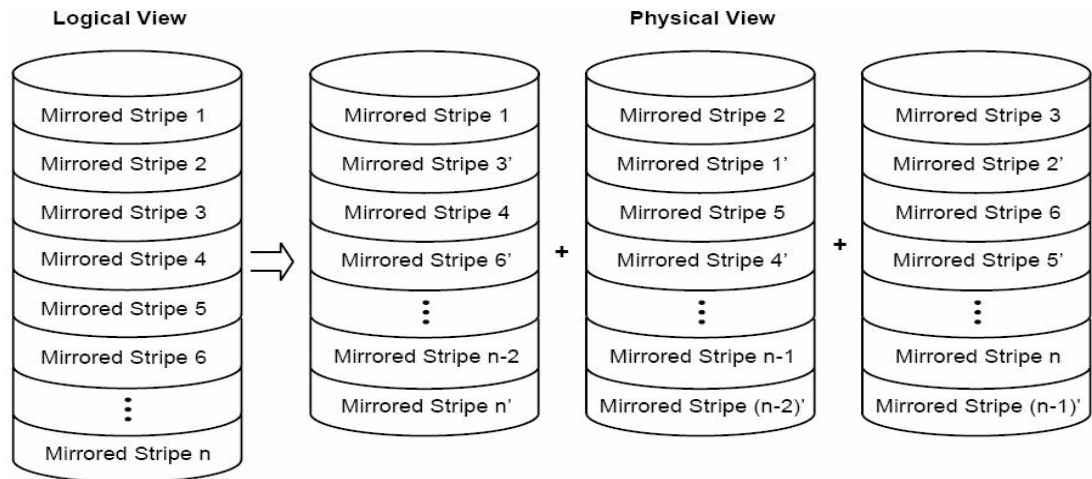 Logical View
Mirrored Stripe 1
Mirrored Stripe 2
Mirrored Stripe 3
Mirrored Stripe 4
Mirrored Stripe 5
Mirrored Stripe 6
Mirrored Stripe n
Physical View
Mirrored Stripe 1
Mirrored Stripe 3’
Mirrored Stripe 4
Mirrored Stripe 6’
Mirrored Stripe n-2
Mirrored Stripe n’
+
Mirrored Stripe 2
Mirrored Stripe 1’
Mirrored Stripe 5
Mirrored Stripe 4’
Mirrored Stripe n-1
Mirrored Stripe (n-2)’
+
Mirrored Stripe 3
Mirrored Stripe 2’
Mirrored Stripe 6
Mirrored Stripe 5’
Mirrored Stripe n
Mirrored Stripe (n-1)’